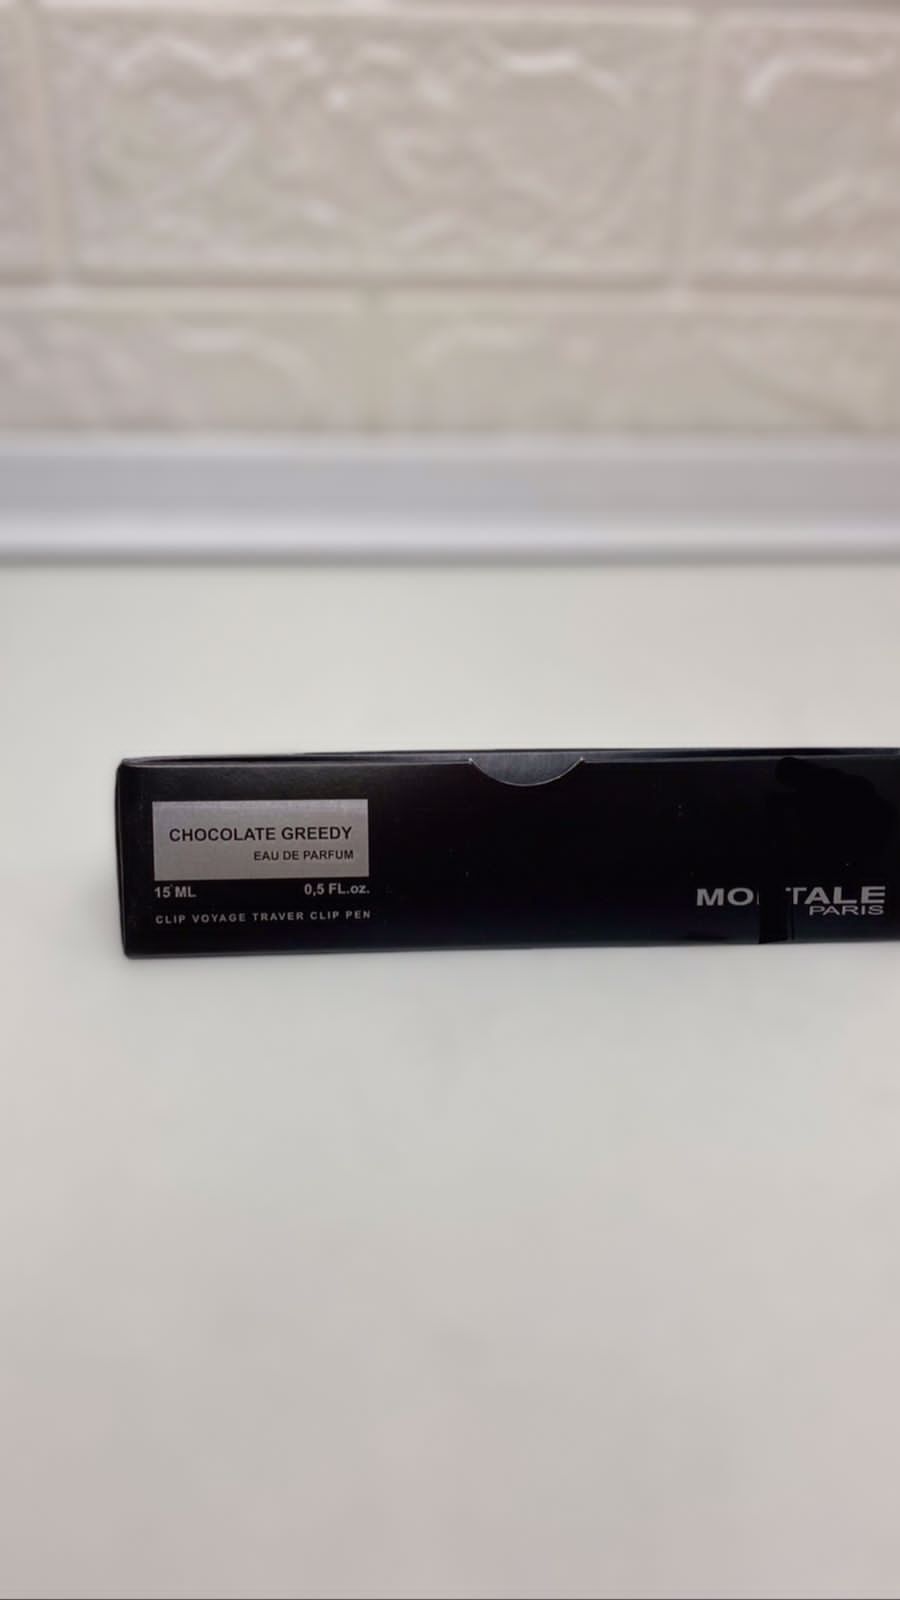 CHOCOLATE GREEDY
EAU DE PARFUM
15 ML 0,5 FL.oz.
CLIP VOYAGE TRAVER CLIP PEN
PARIS